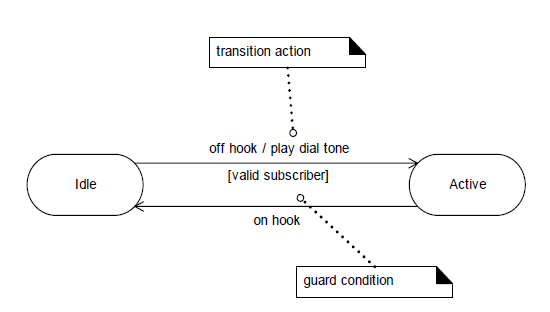 transition action
off hook / play dial tone
[valid subscriber]
Idle
Active
on hook
guard condition